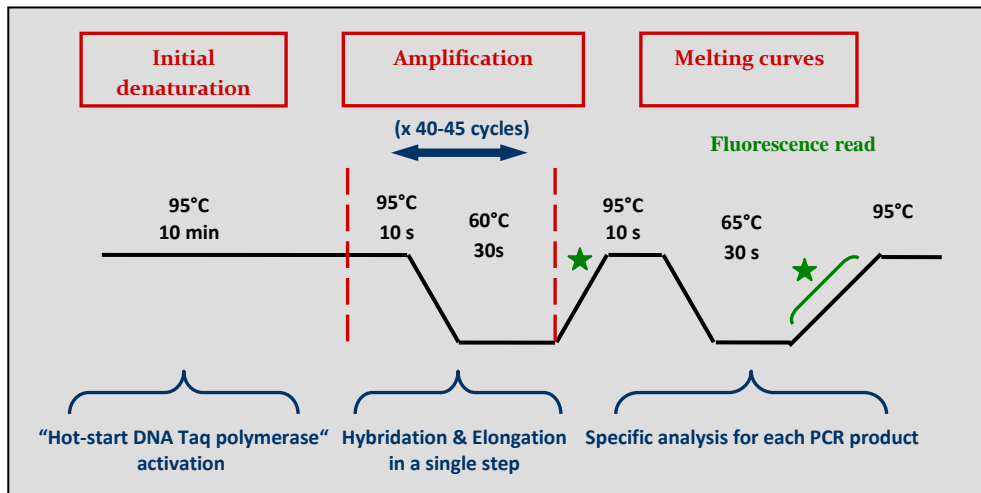 Initial
denaturation
Amplification
Melting curves
(x 40-45 cycles)
Fluorescence read
95°C
10 min
95°C
10 s
60°C
30s
95°C
10 s
65°C
30 s
95°C
“Hot-start DNA Taq polymerase“
activation
Hybridation & Elongation
in a single step
Specific analysis for each PCR product